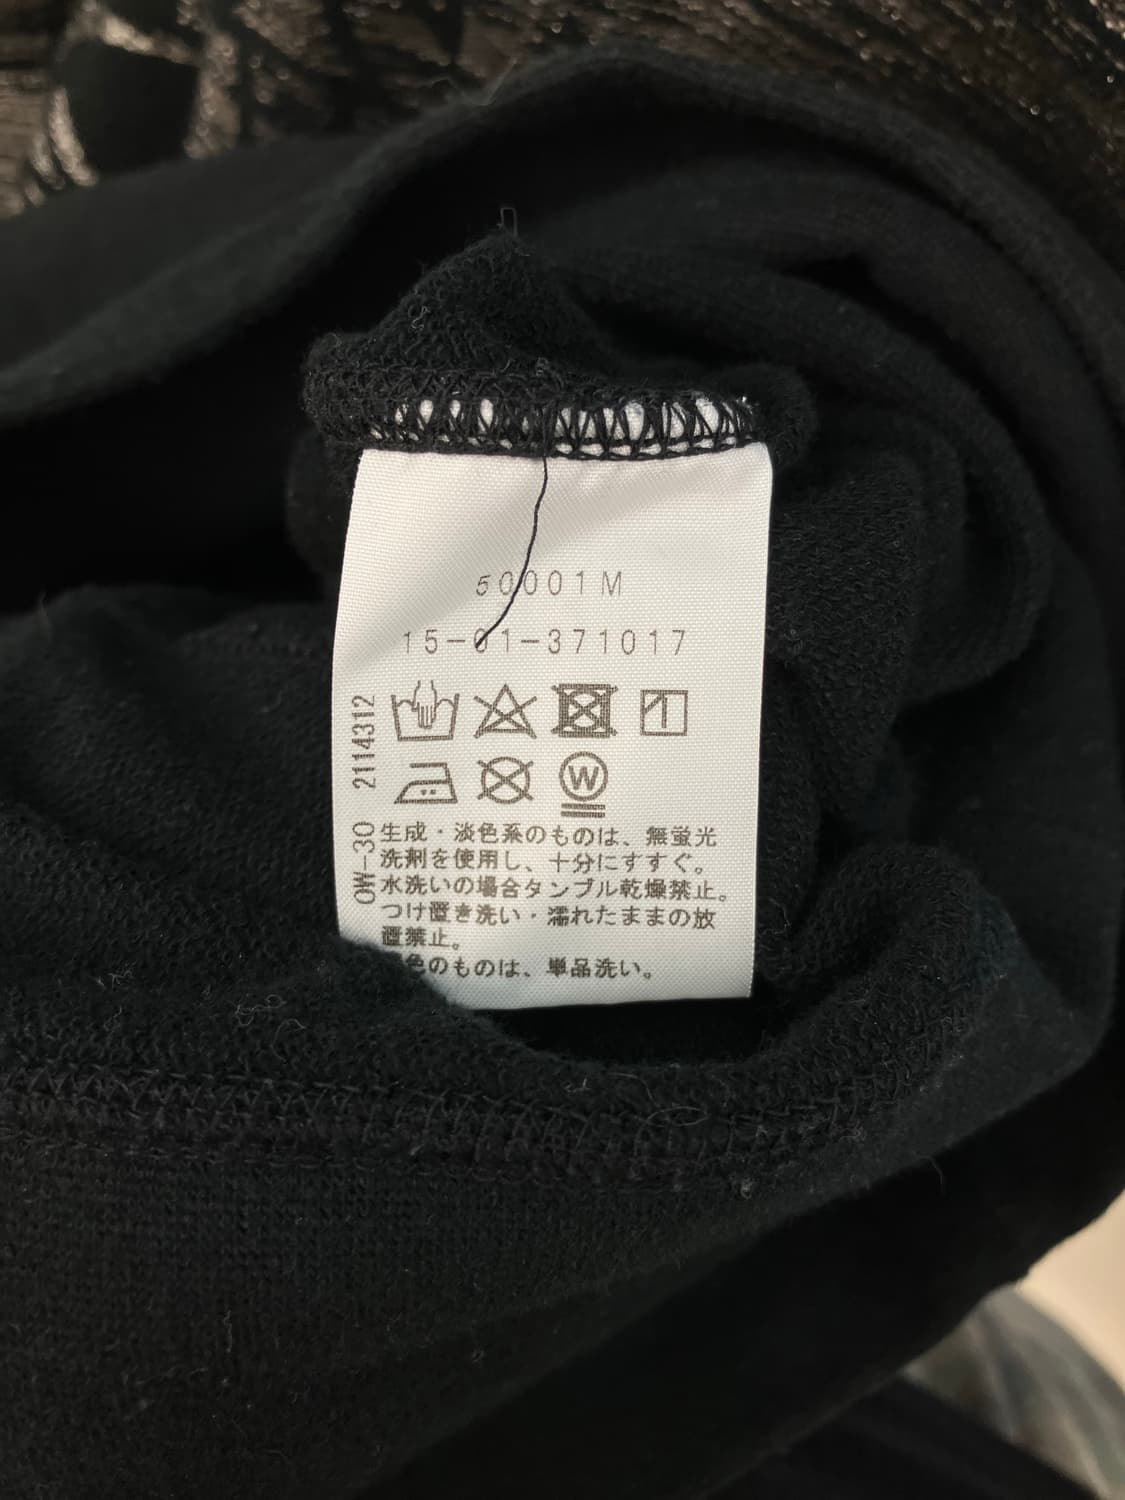 50001M
15-01-371017
2114312
W
OW-30
生成・淡色系のものは、無蛍光
洗剤を使用し、十分にすすぐ。
水洗いの場合タンブル乾燥禁止。
つけ置き洗い・濡れたままの放
置禁止。
色のものは、単品洗い。